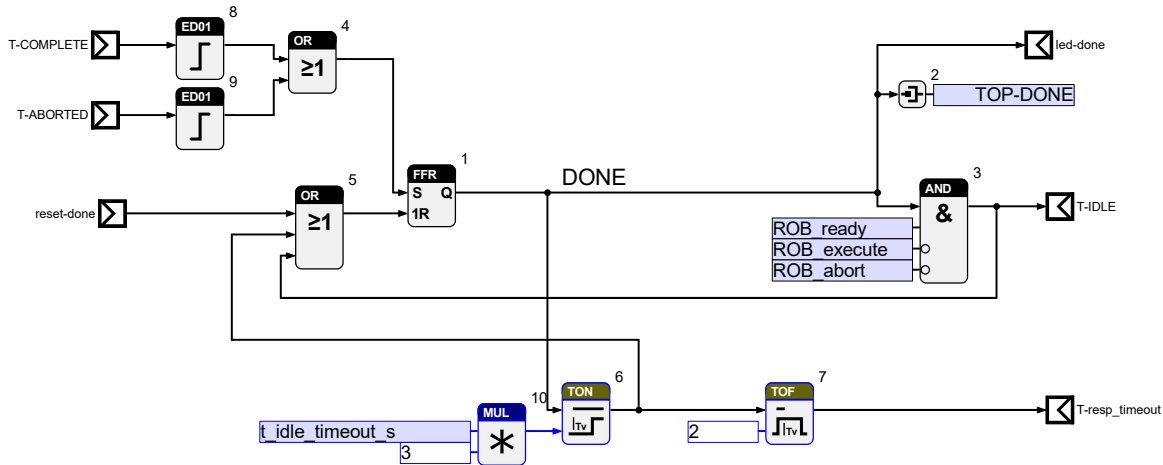 8
ED01
T-COMPLETE
4
OR
≥1
led-done
9
ED01
T-ABORTED
2
TOP-DONE
1
FFR
S Q
1R
DONE
5
OR
≥1
reset-done
3
AND
&
T-IDLE
ROB_ready
ROB_execute
ROB_abort
6
TON
Tv
7
TOF
Tv
T-resp_timeout
10
MUL
*
t_idle_timeout_s
3
2